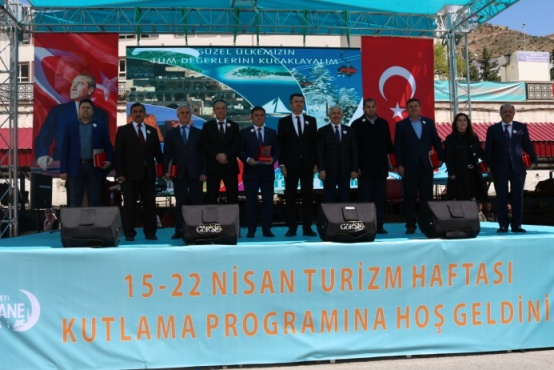 GÜZEL ÜLKEMİZİN
TÜM DEĞERLERİNİ KUCAKLAYALIM
15-22 NİSAN TURİZM HAFTASI
KUTLAMA PROGRAMINA HOŞ GELDİNİ